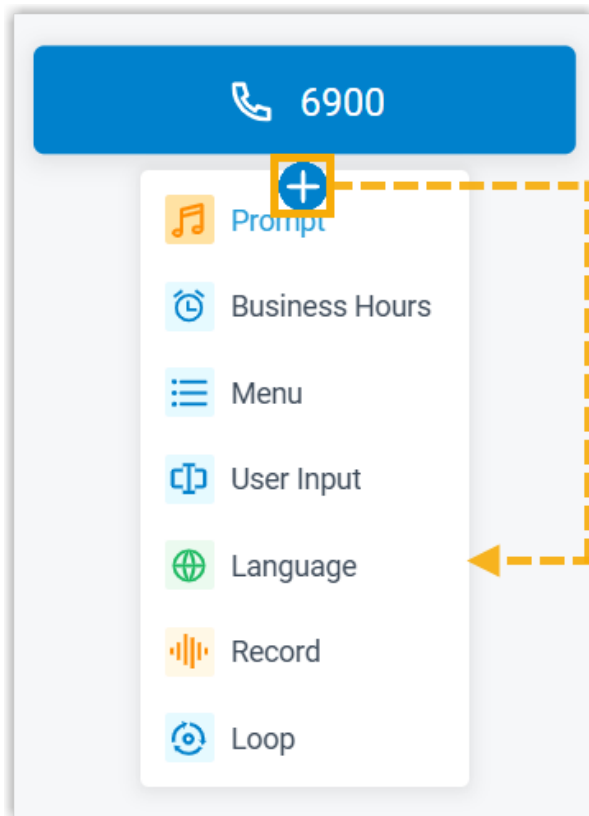 6900
Prompt
Business Hours
Menu
User Input
Language
Record
Loop